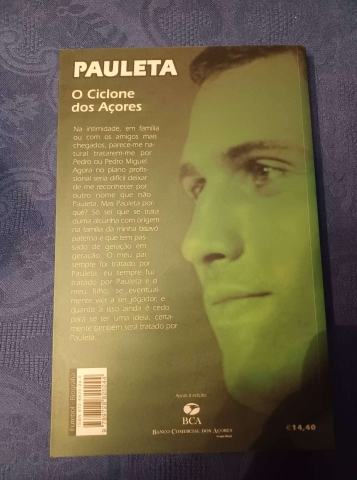 PAULETA
O Ciclone
dos Açores
Na intimidade, em família
ou com os amigos mais
chegados, parece-me na-
tural tratarem-me por
Pedro ou Pedro Miguel.
Agora no plano profis-
sional seria difícil deixar
de me reconhecer por
outro nome que não
Pauleta. Mas Pauleta por-
quê? Só sei que se trata
duma alcunha com origem
na família da minha bisavó
paterna e que tem pas-
sado de geração em
geração. O meu pai
sempre foi tratado por
Pauleta, eu sempre fui
tratado por Pauleta e o
meu filho, se eventual-
mente vier a ser jogador, e
quanto a isso ainda é cedo
para se ter uma ideia, certa-
mente também será tratado por
Pauleta.
Apoio à edição
BCA
BANCO COMERCIAL DOS AÇORES
€14,40